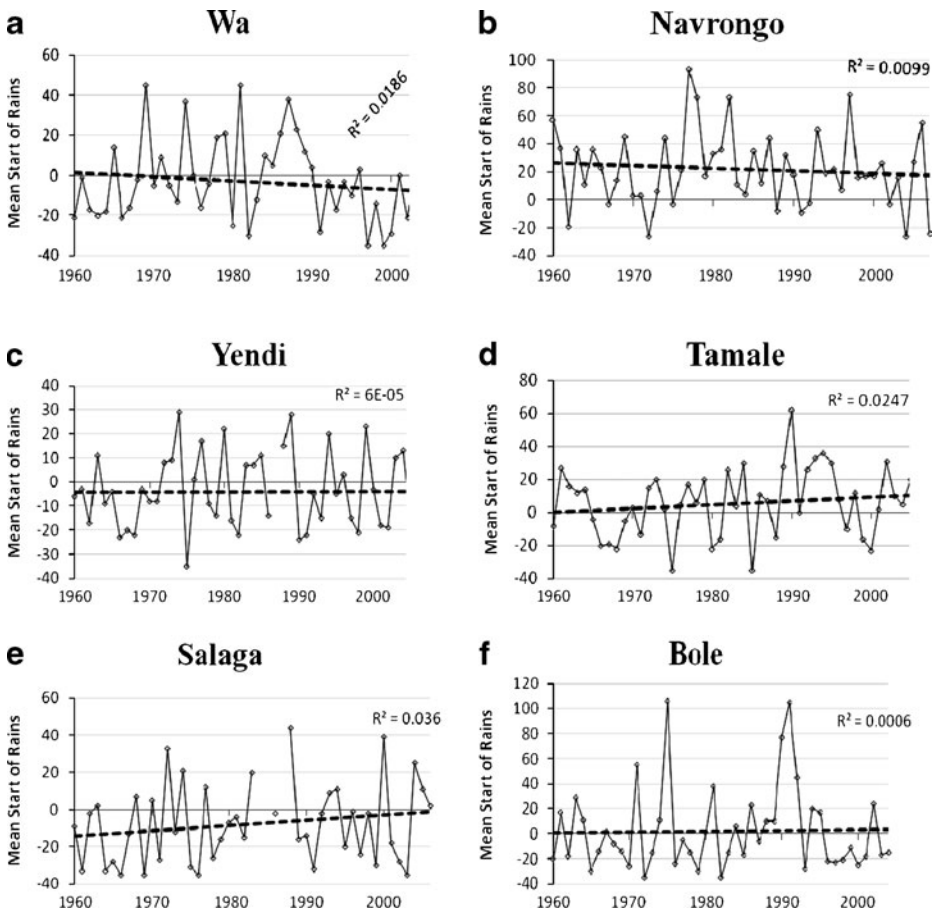 a
Wa
Mean Start of Rains
60
40
20
0
-20
-40
R² = 0.0186
1960 1970 1980 1990 2000
b
Navrongo
Mean Start of Rains
100
80
60
40
20
0
-20
-40
R² = 0.0099
1960 1970 1980 1990 2000
c
Yendi
Mean Start of Rains
40
30
20
10
0
-10
-20
-30
-40
R² = 6E-05
1960 1970 1980 1990 2000
d
Tamale
Mean Start of Rains
80
60
40
20
0
-20
-40
R² = 0.0247
1960 1970 1980 1990 2000
e
Salaga
Mean Start of Rains
60
40
20
0
-20
-40
R² = 0.036
1960 1970 1980 1990 2000
f
Bole
Mean Start of Rains
120
100
80
60
40
20
0
-20
-40
R² = 0.0006
1960 1970 1980 1990 2000